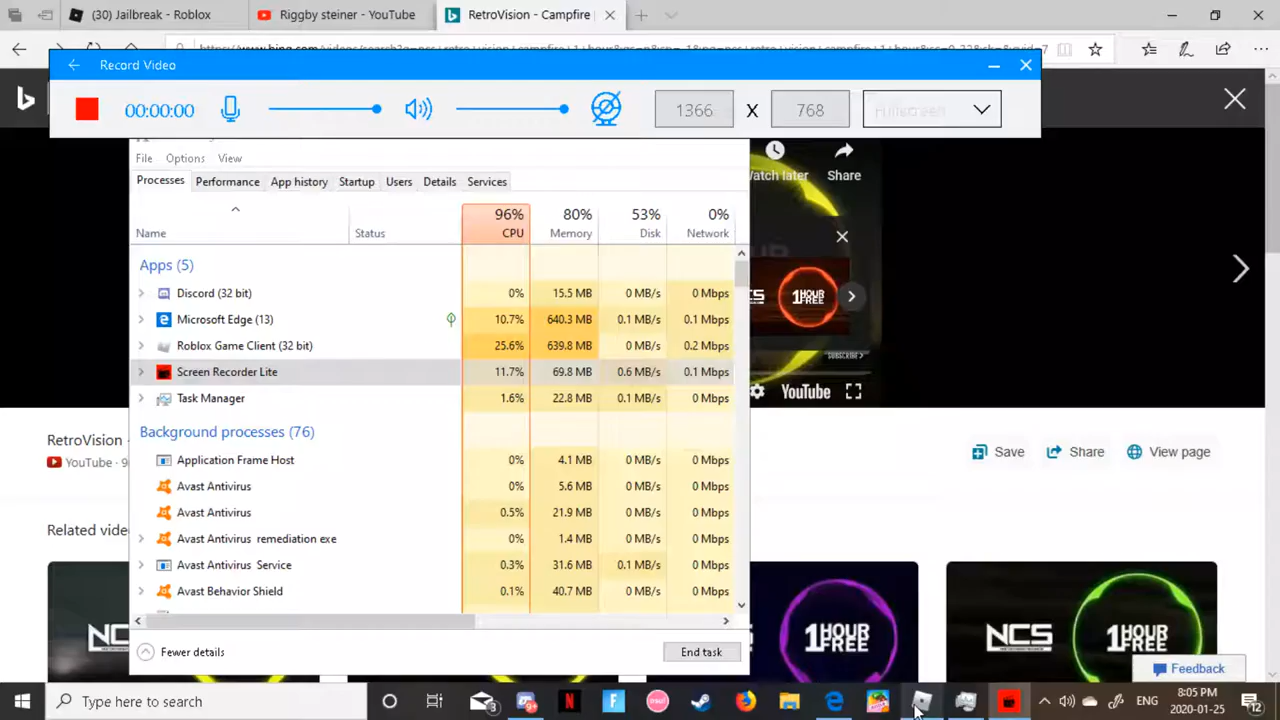 (30) Jailbreak - Roblox
Riggby steiner - YouTube
RetroVision - Campfire
Record Video
00:00:00
1366 X 768
Fullscreen
File Options View
Watch later Share
Processes Performance App history Startup Users Details Services
96% 80% 53% 0%
Name Status CPU Memory Disk Network
Apps (5)
Discord (32 bit) 0% 15.5 MB 0 MB/s 0 Mbps
Microsoft Edge (13) 10.7% 640.3 MB 0.1 MB/s 0.1 Mbps
Roblox Game Client (32 bit) 25.6% 639.8 MB 0 MB/s 0.2 Mbps
Screen Recorder Lite 11.7% 69.8 MB 0.6 MB/s 0.1 Mbps
Task Manager 1.6% 22.8 MB 0.1 MB/s 0 Mbps
Background processes (76)
Application Frame Host 0% 4.1 MB 0 MB/s 0 Mbps
Avast Antivirus 0% 5.6 MB 0 MB/s 0 Mbps
Avast Antivirus 0.5% 21.9 MB 0 MB/s 0 Mbps
Avast Antivirus remediation exe 0% 1.4 MB 0 MB/s 0 Mbps
Avast Antivirus Service 0.3% 31.6 MB 0.1 MB/s 0 Mbps
Avast Behavior Shield 0.1% 40.7 MB 0 MB/s 0 Mbps
Fewer details End task
1HOUR
FREE
SUBSCRIBE
YouTube
RetroVision -
YouTube · 9
Save Share View page
Related vide
NC
1HOUR
FREE
NCS
1HOUR
FREE
Feedback
Type here to search
3
ENG
8:05 PM
2020-01-25
12